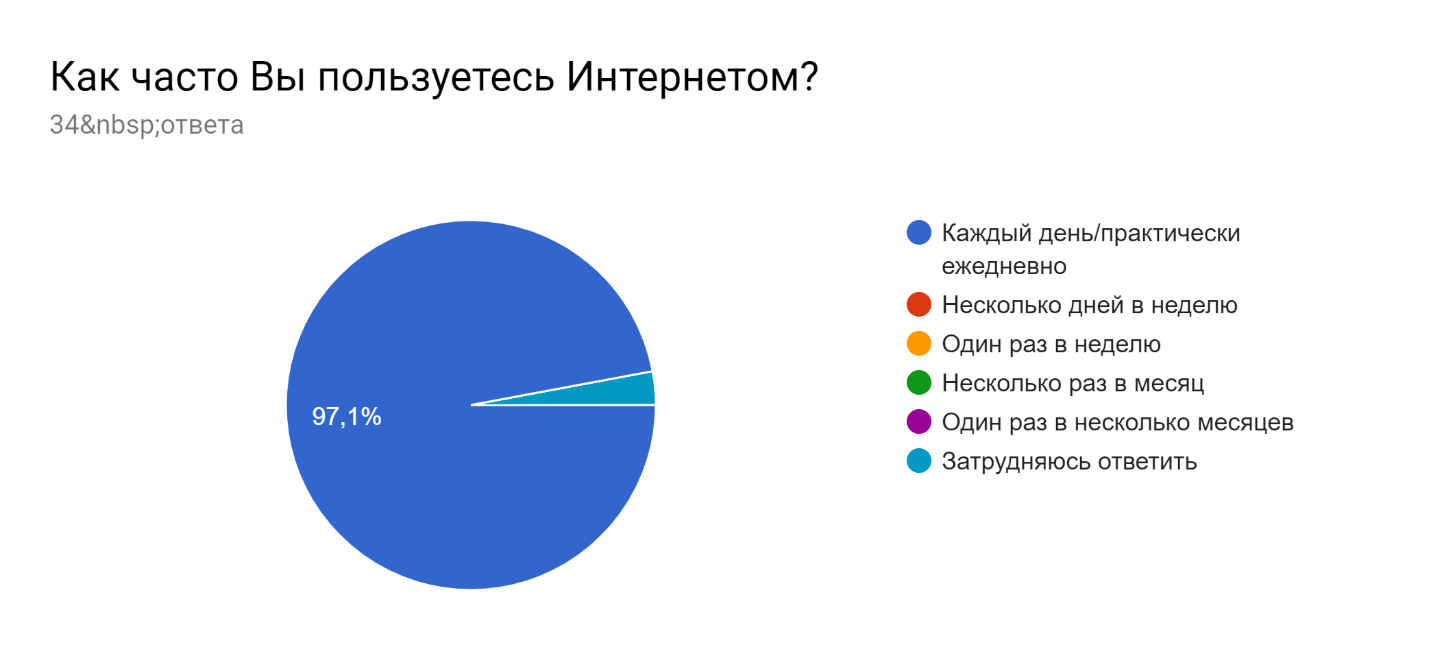 Как часто Вы пользуетесь Интернетом?
34&nbsp;ответа
97,1%
Каждый день/практически
ежедневно
Несколько дней в неделю
Один раз в неделю
Несколько раз в месяц
Один раз в несколько месяцев
Затрудняюсь ответить